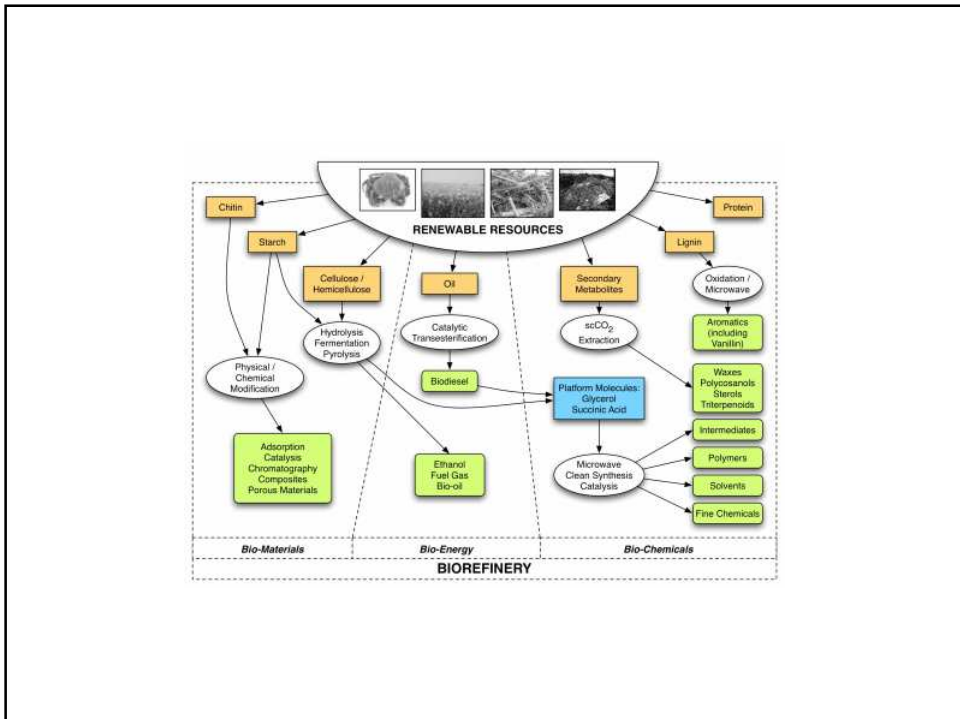 RENEWABLE RESOURCES
Chitin
Protein
Starch
Lignin
Cellulose /
Hemicellulose
Oil
Secondary
Metabolites
Oxidation /
Microwave
Hydrolysis
Fermentation
Pyrolysis
Catalytic
Transesterification
scCO2
Extraction
Aromatics
(including
Vanillin)
Physical /
Chemical
Modification
Biodiesel
Platform Molecules:
Glycerol
Succinic Acid
Waxes
Polycosanols
Sterols
Triterpenoids
Intermediates
Adsorption
Catalysis
Chromatography
Composites
Porous Materials
Ethanol
Fuel Gas
Bio-oil
Microwave
Clean Synthesis
Catalysis
Polymers
Solvents
Fine Chemicals
Bio-Materials
Bio-Energy
Bio-Chemicals
BIOREFINERY